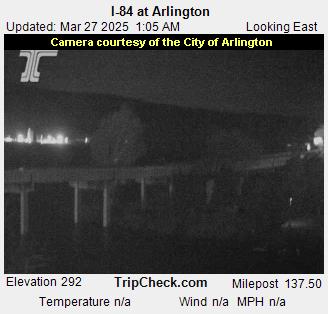 I-84 at Arlington
Updated: Mar 27 2025 1:05 AM Looking East
Camera courtesy of the City of Arlington
Elevation 292 TripCheck.com Milepost 137.50
Temperature n/a Wind n/a MPH n/a